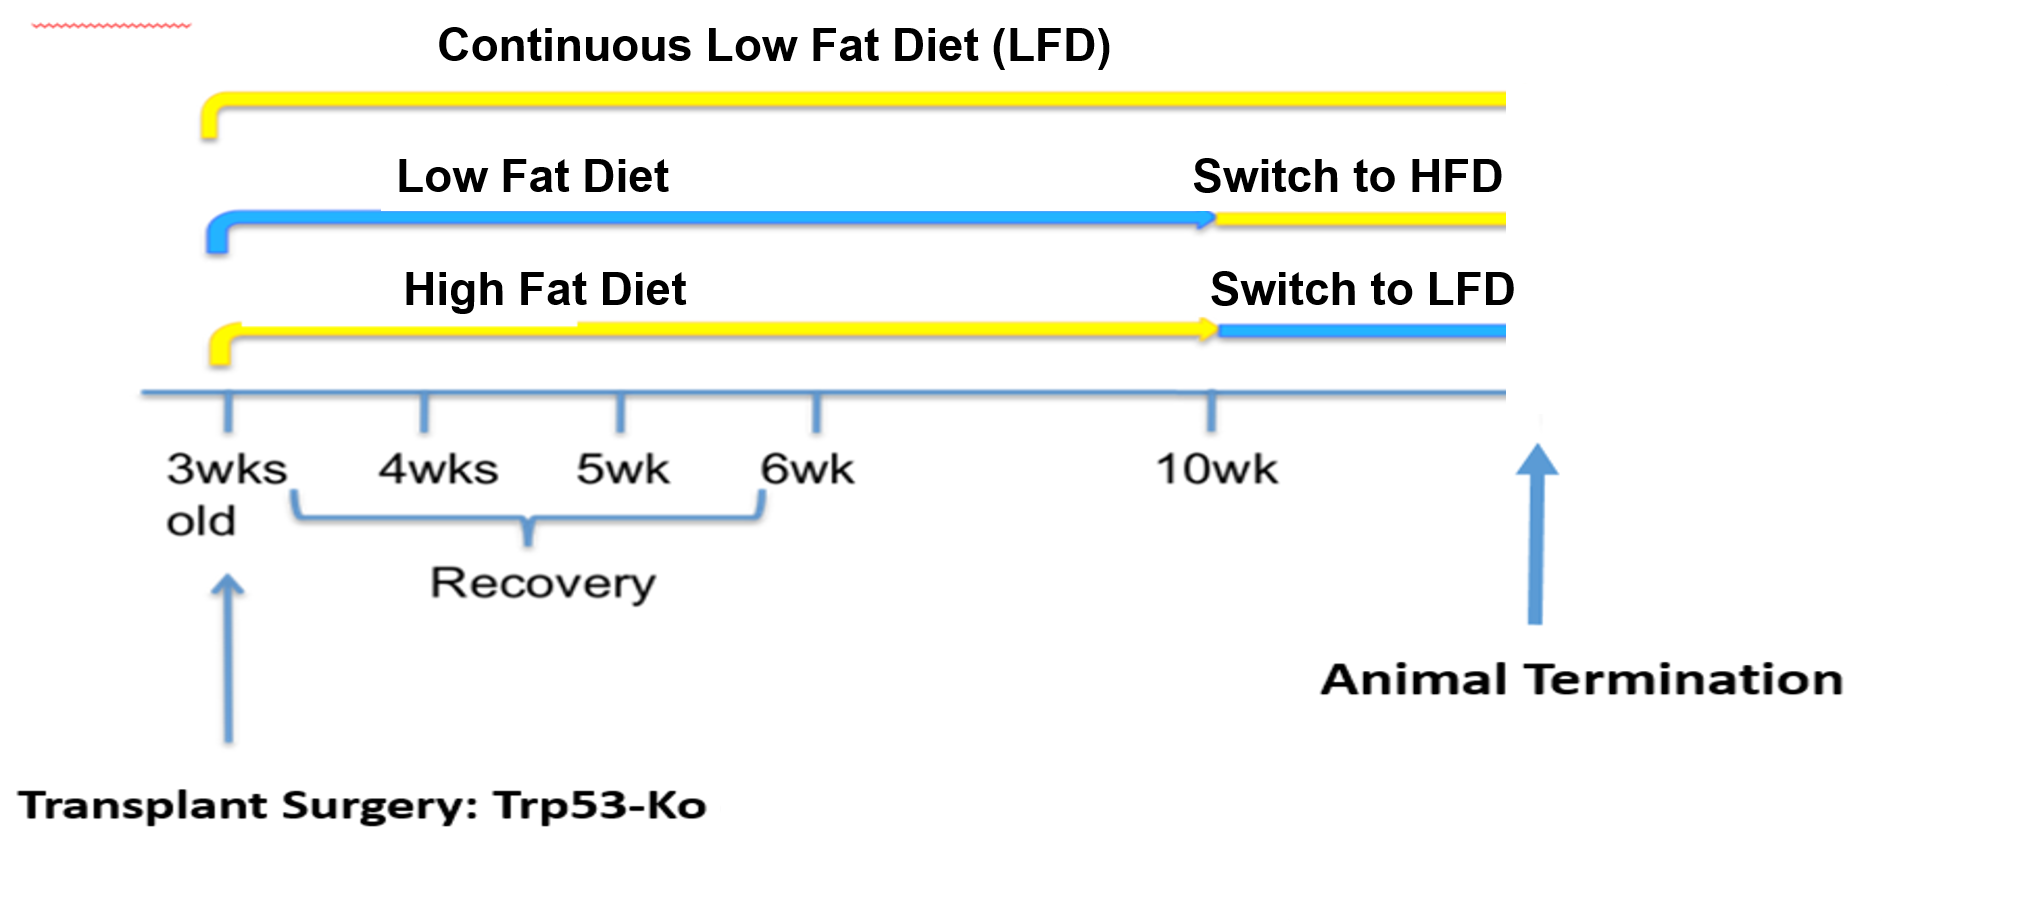 Continuous Low Fat Diet (LFD)
Low Fat Diet
Switch to HFD
High Fat Diet
Switch to LFD
3wks
old
4wks
5wk
6wk
10wk
Recovery
Animal Termination
Transplant Surgery: Trp53-Ko